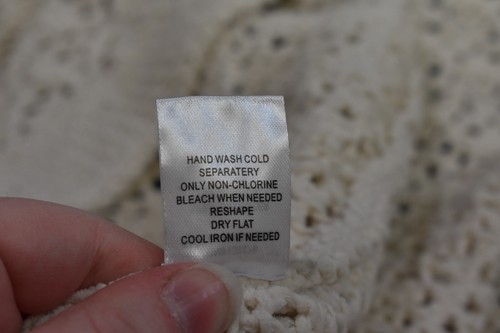 HAND WASH COLD
SEPARATERY
ONLY NON-CHLORINE
BLEACH WHEN NEEDED
RESHAPE
DRY FLAT
COOL IRON IF NEEDED